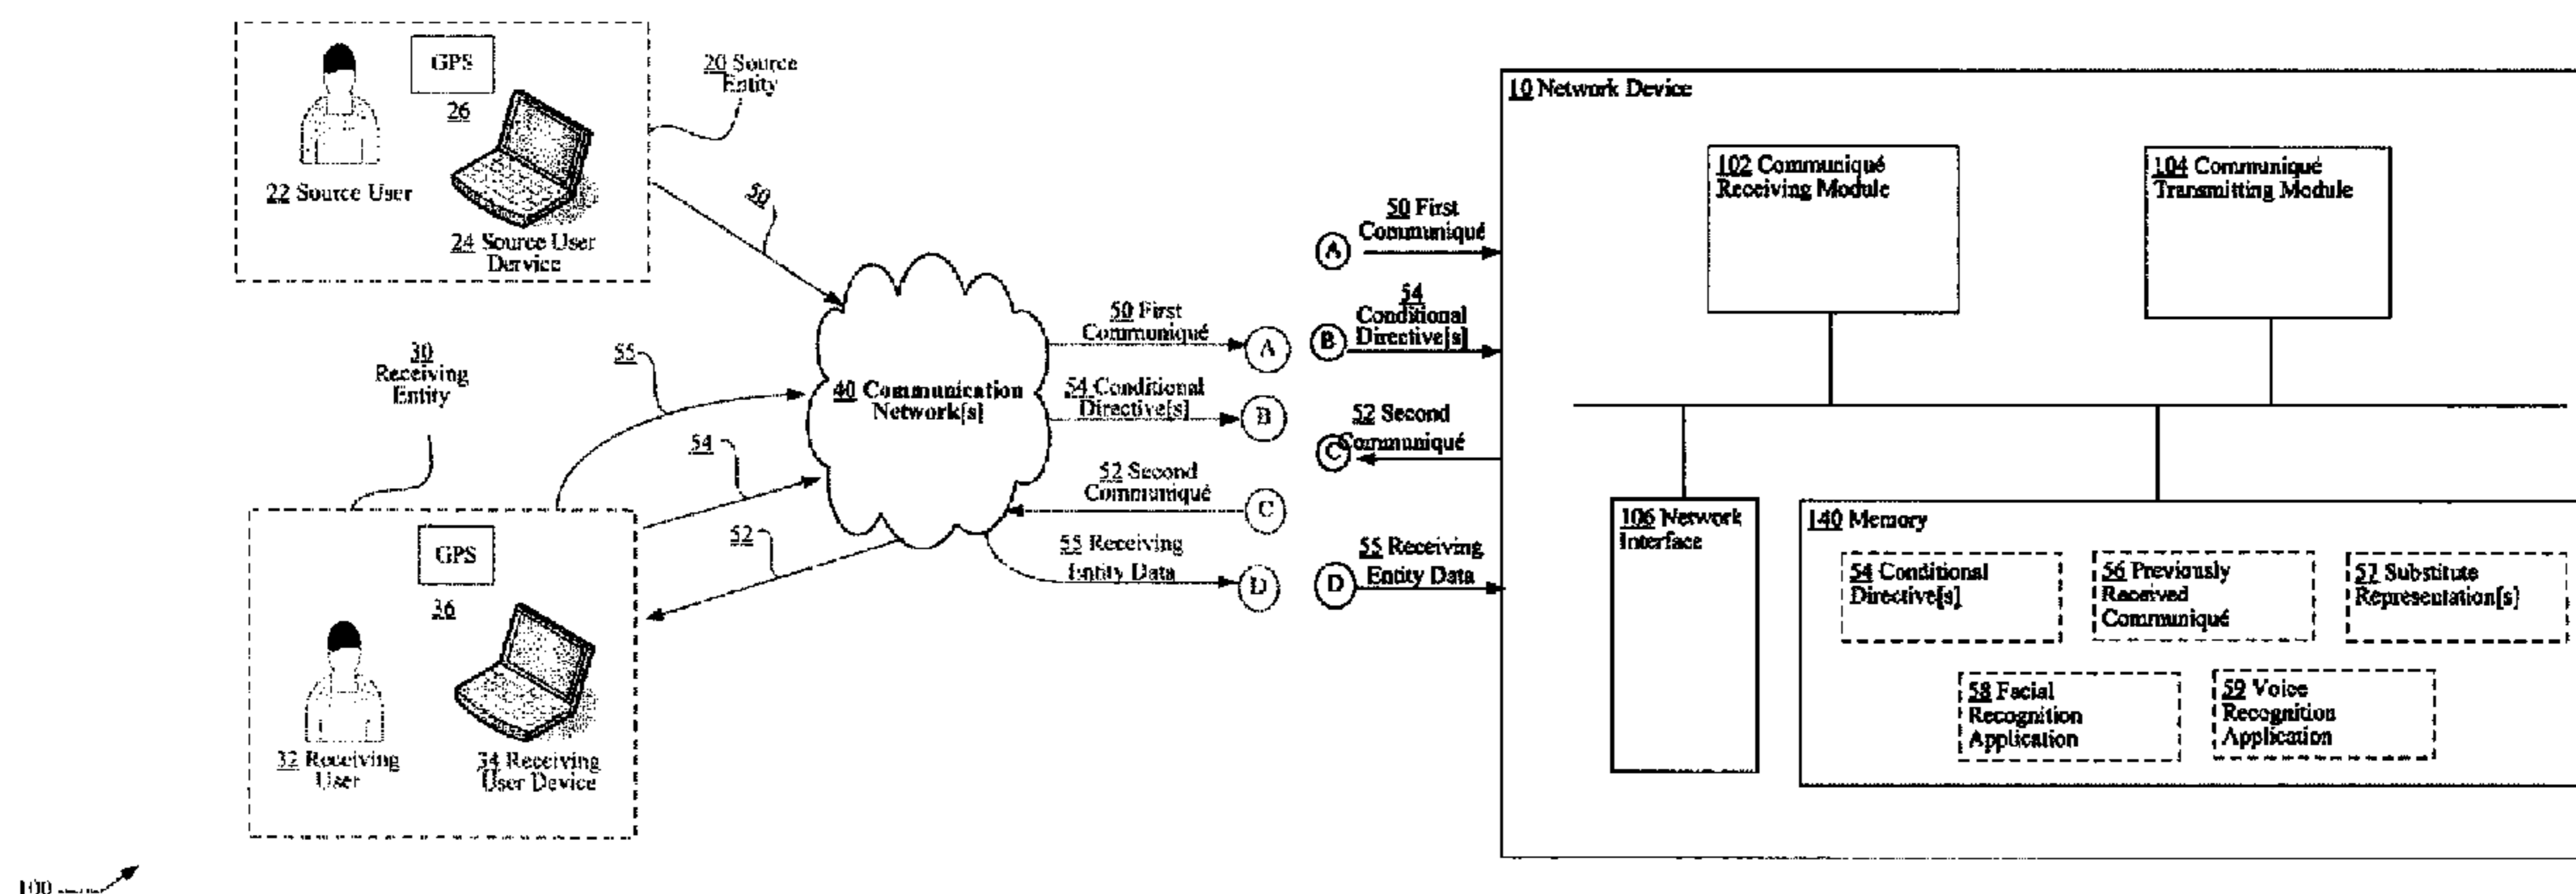 GPS
26
22 Source User
24 Source User
Dervice
20 Source
Entity
50
30
Receiving
Entity
55
54
52
GPS
36
32 Receiving
User
34 Receiving
User Device
40 Communication
Network[s]
50 First
Communiqué
A
54 Conditional
Directive[s]
B
52 Second
Communiqué
C
55 Receiving
Entity Data
D
50 First
Communiqué
A
54
Conditional
Directive[s]
B
52 Second
Communiqué
C
55 Receiving
Entity Data
D
10 Network Device
102 Communiqué
Receiving Module
104 Communiqué
Transmitting Module
106 Network
Interface
140 Memory
54 Conditional
Directive[s]
56 Previously
Received
Communiqué
57 Substitute
Representation[s]
58 Facial
Recognition
Application
59 Voice
Recognition
Application
100